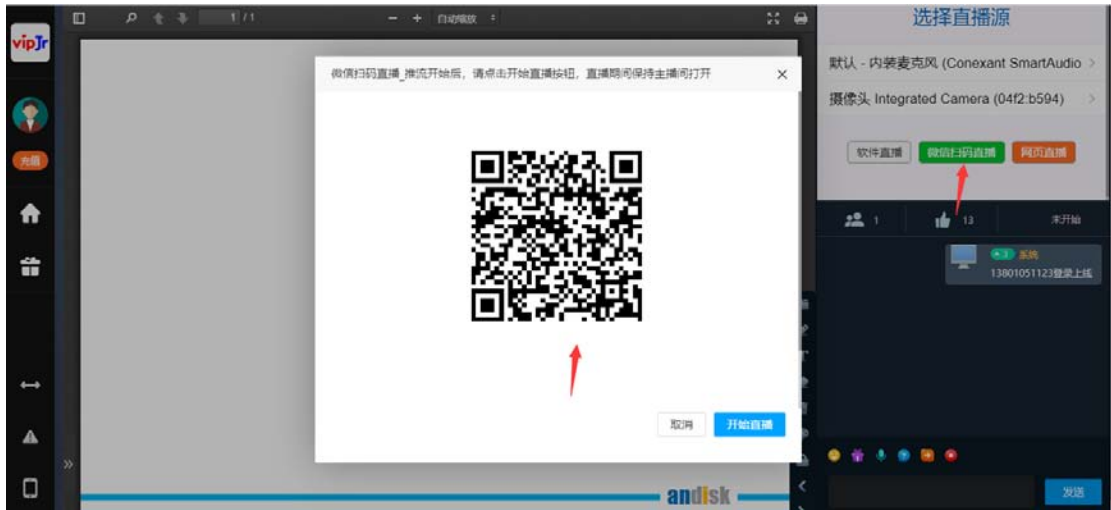 vipJr
充值
1 / 1
自动缩放
微信扫码直播_推流开始后，请点击开始直播按钮，直播期间保持主播间打开
取消
开始直播
andisk
选择直播源
默认 - 内装麦克风 (Conexant SmartAudio
摄像头 Integrated Camera (04f2:b594)
软件直播
微信扫码直播
网页直播
1
13
未开始
系统
13801051123登录上线
发送